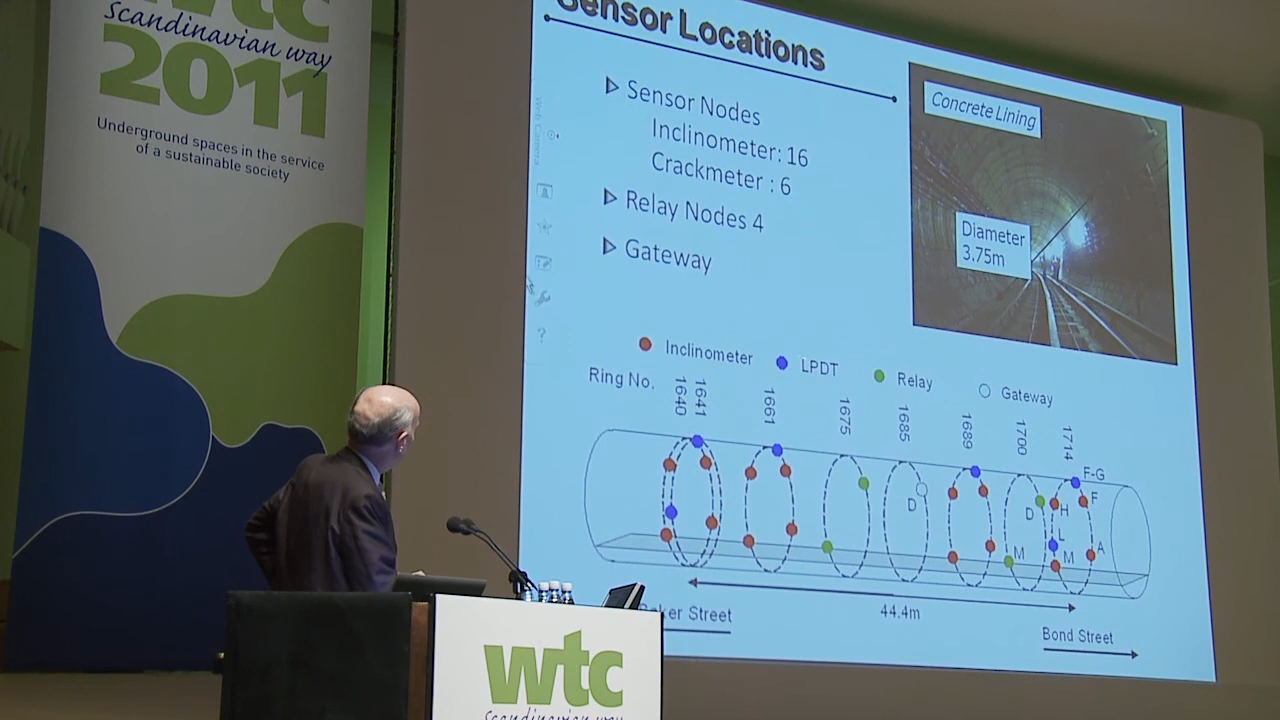 wtc
Scandinavian way
2011
Underground spaces in the service
of a sustainable society
Sensor Locations
Sensor Nodes
Inclinometer: 16
Crackmeter : 6
Relay Nodes 4
Gateway
Concrete Lining
Diameter
3.75m
?
Inclinometer
LPDT
Relay
Gateway
Ring No.
1640
1641
1661
1675
1685
1689
1700
1714
F-G
F
H
D
D
L
M
M
A
44.4m
Baker Street
Bond Street
wtc
Scandinavian way